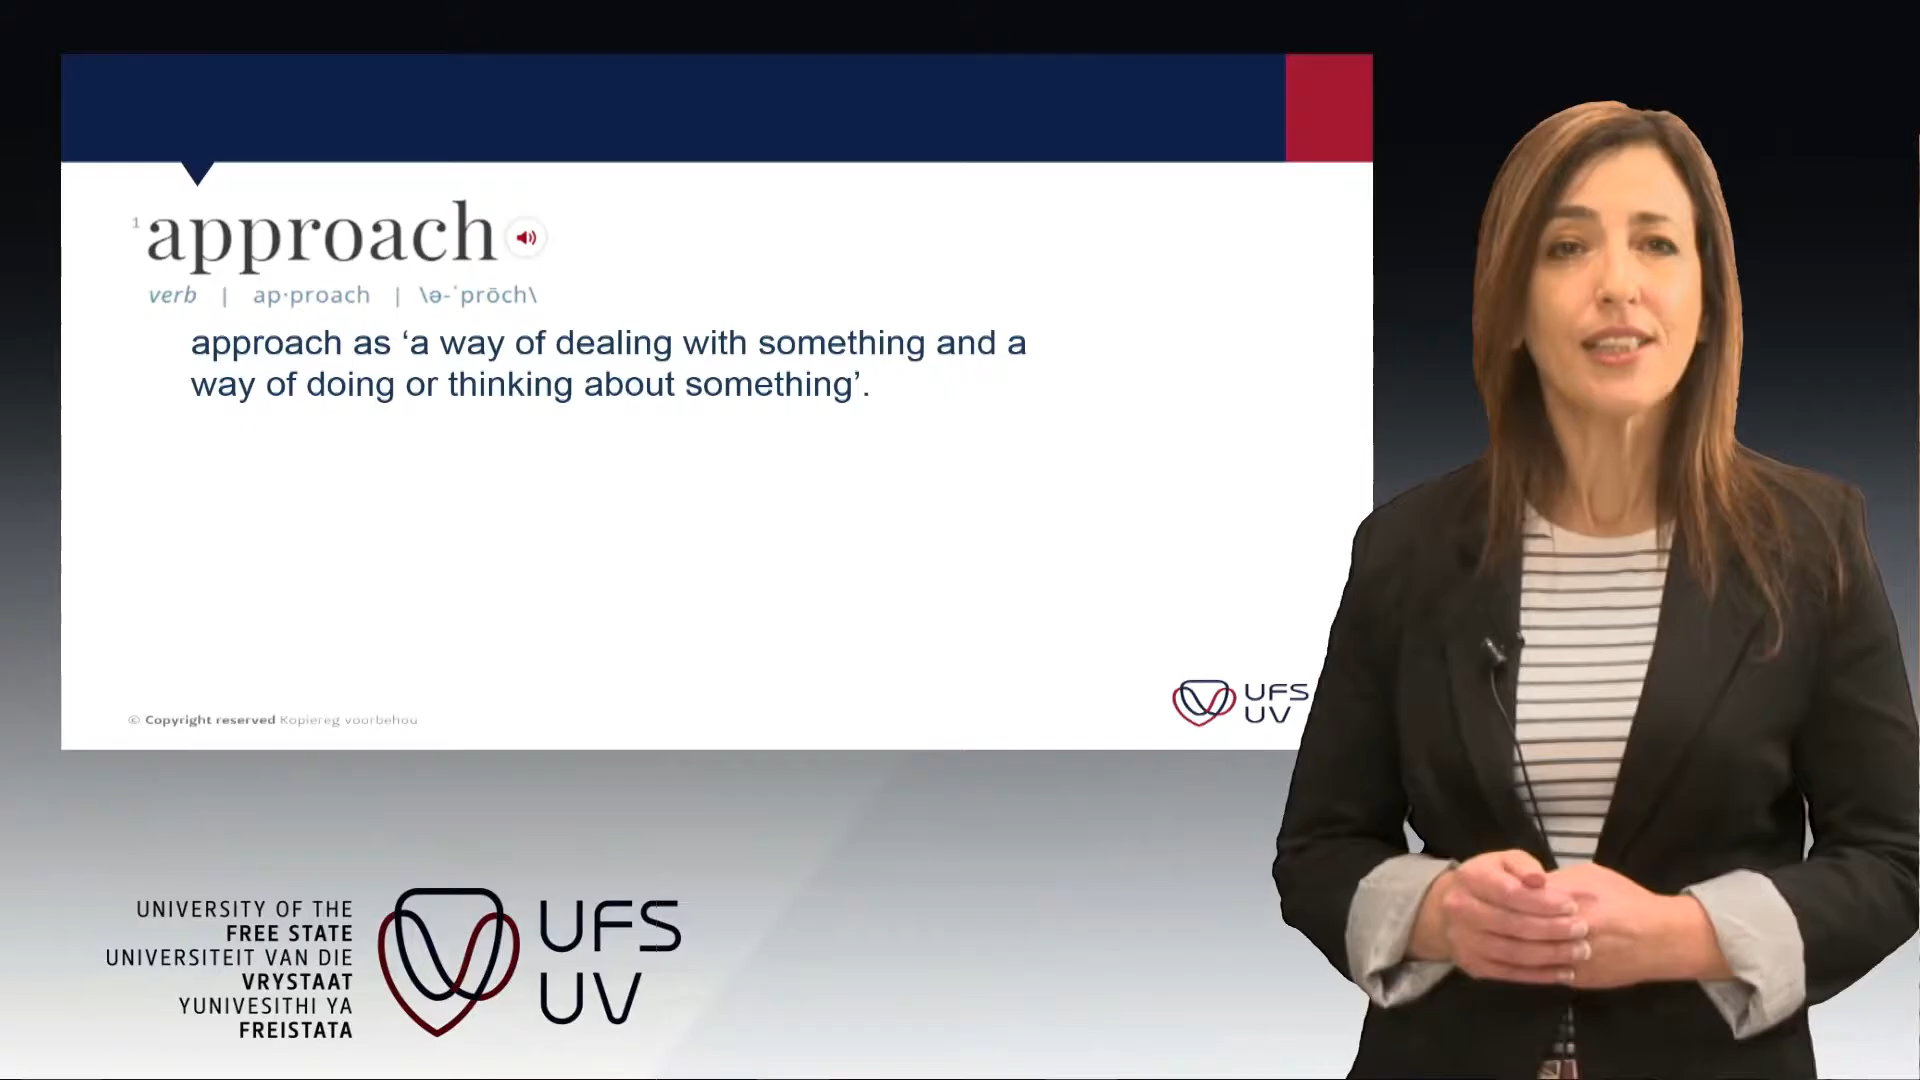 1 approach
verb | ap·proach | \ə-ˈprōch\
approach as ‘a way of dealing with something and a
way of doing or thinking about something’.
© Copyright reserved Kopiereg voorbehou
UFS
UV
UNIVERSITY OF THE
FREE STATE
UNIVERSITEIT VAN DIE
VRYSTAAT
YUNIVESITHI YA
FREISTATA
UFS
UV